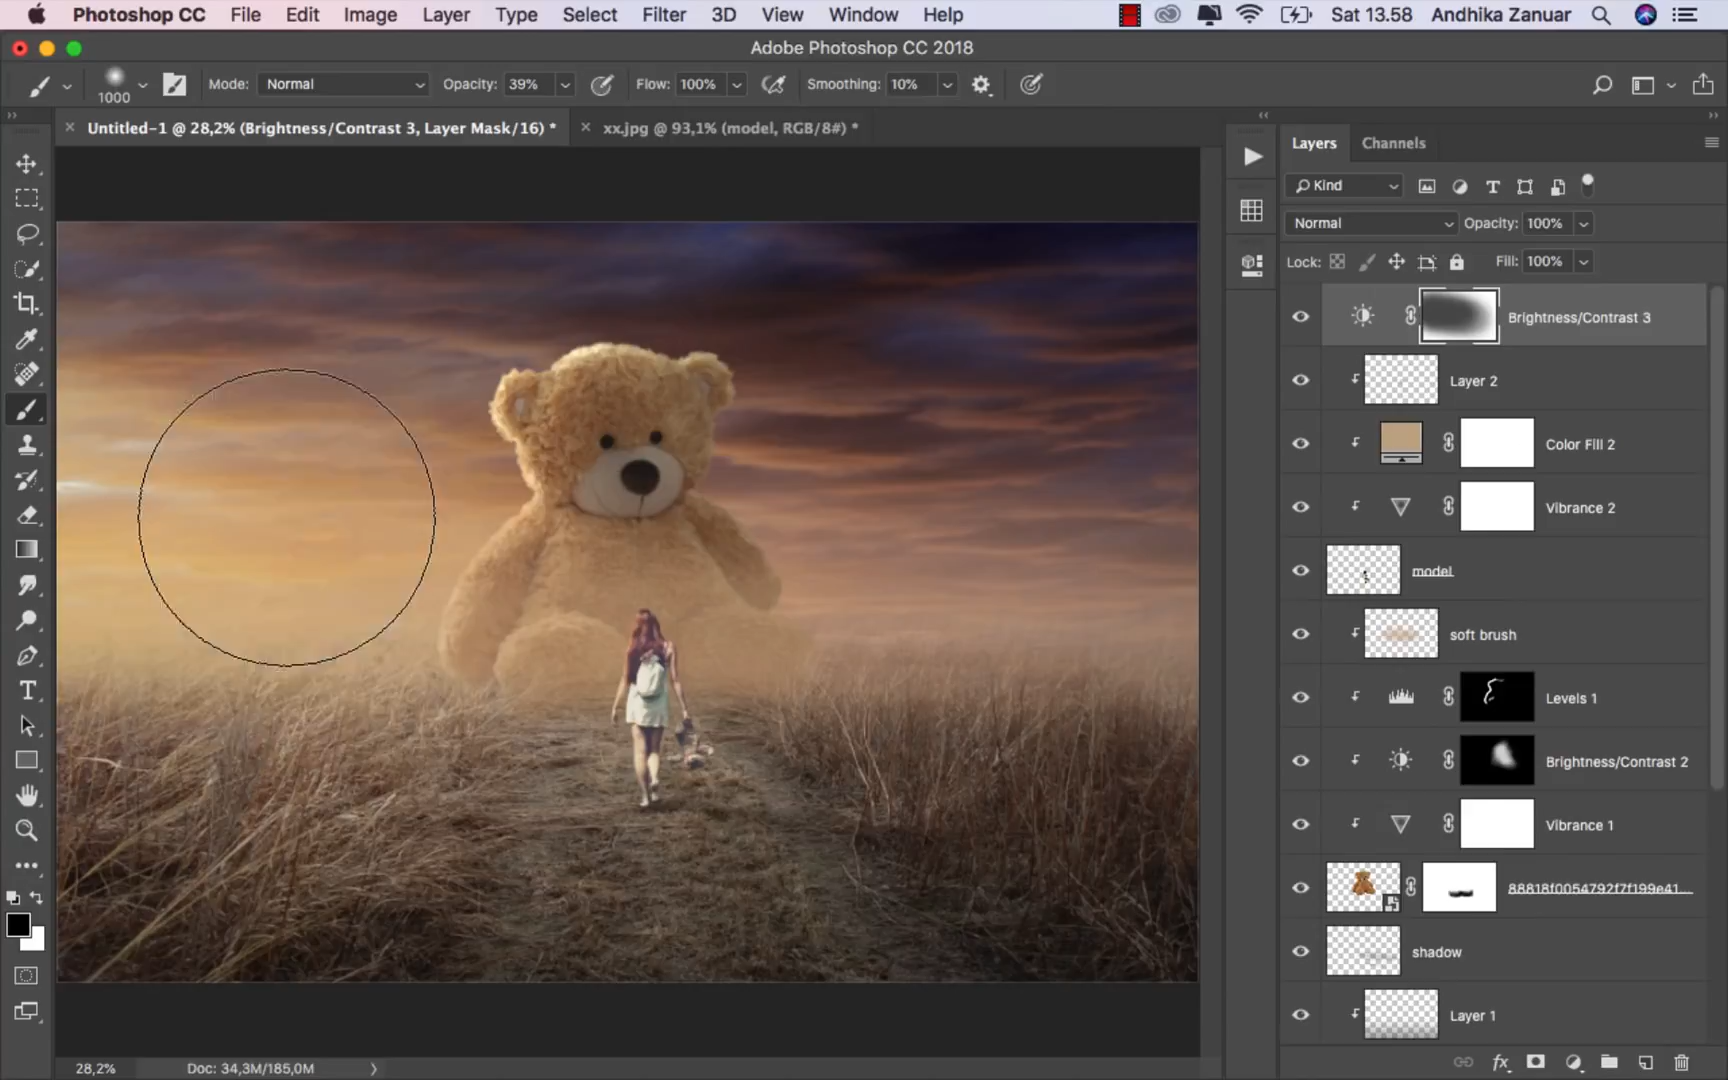 Photoshop CC File Edit Image Layer Type Select Filter 3D View Window Help Sat 13.58 Andhika Zanuar
Adobe Photoshop CC 2018
1000 Mode: Normal Opacity: 39% Flow: 100% Smoothing: 10%
× Untitled-1 @ 28,2% (Brightness/Contrast 3, Layer Mask/16) * × xx.jpg @ 93,1% (model, RGB/8#) *
Layers Channels
Kind
Normal Opacity: 100%
Lock: Fill: 100%
Brightness/Contrast 3
Layer 2
Color Fill 2
Vibrance 2
model
soft brush
Levels 1
Brightness/Contrast 2
Vibrance 1
88818f0054792f7f199e41...
shadow
Layer 1
28,2% Doc: 34,3M/185,0M